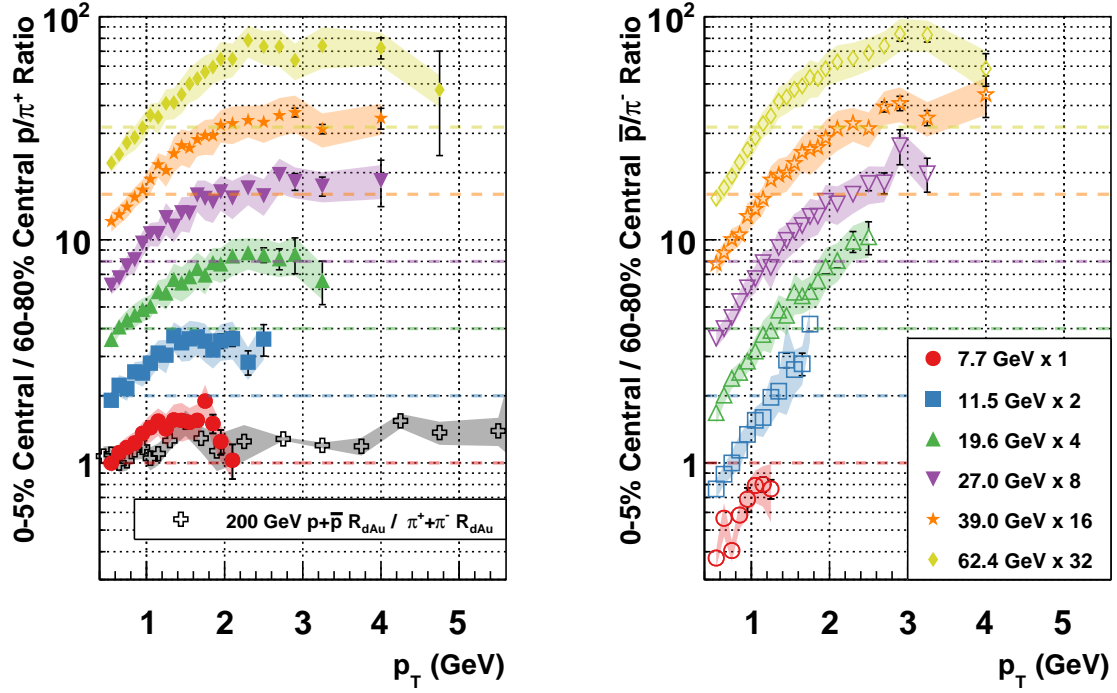 0-5% Central / 60-80% Central p/π⁺ Ratio
10²
10
1
200 GeV p+p̅ R_dAu / π⁺+π⁻ R_dAu
1 2 3 4 5
p_T (GeV)
0-5% Central / 60-80% Central p̅/π⁻ Ratio
10²
10
1
7.7 GeV x 1
11.5 GeV x 2
19.6 GeV x 4
27.0 GeV x 8
39.0 GeV x 16
62.4 GeV x 32
1 2 3 4 5
p_T (GeV)